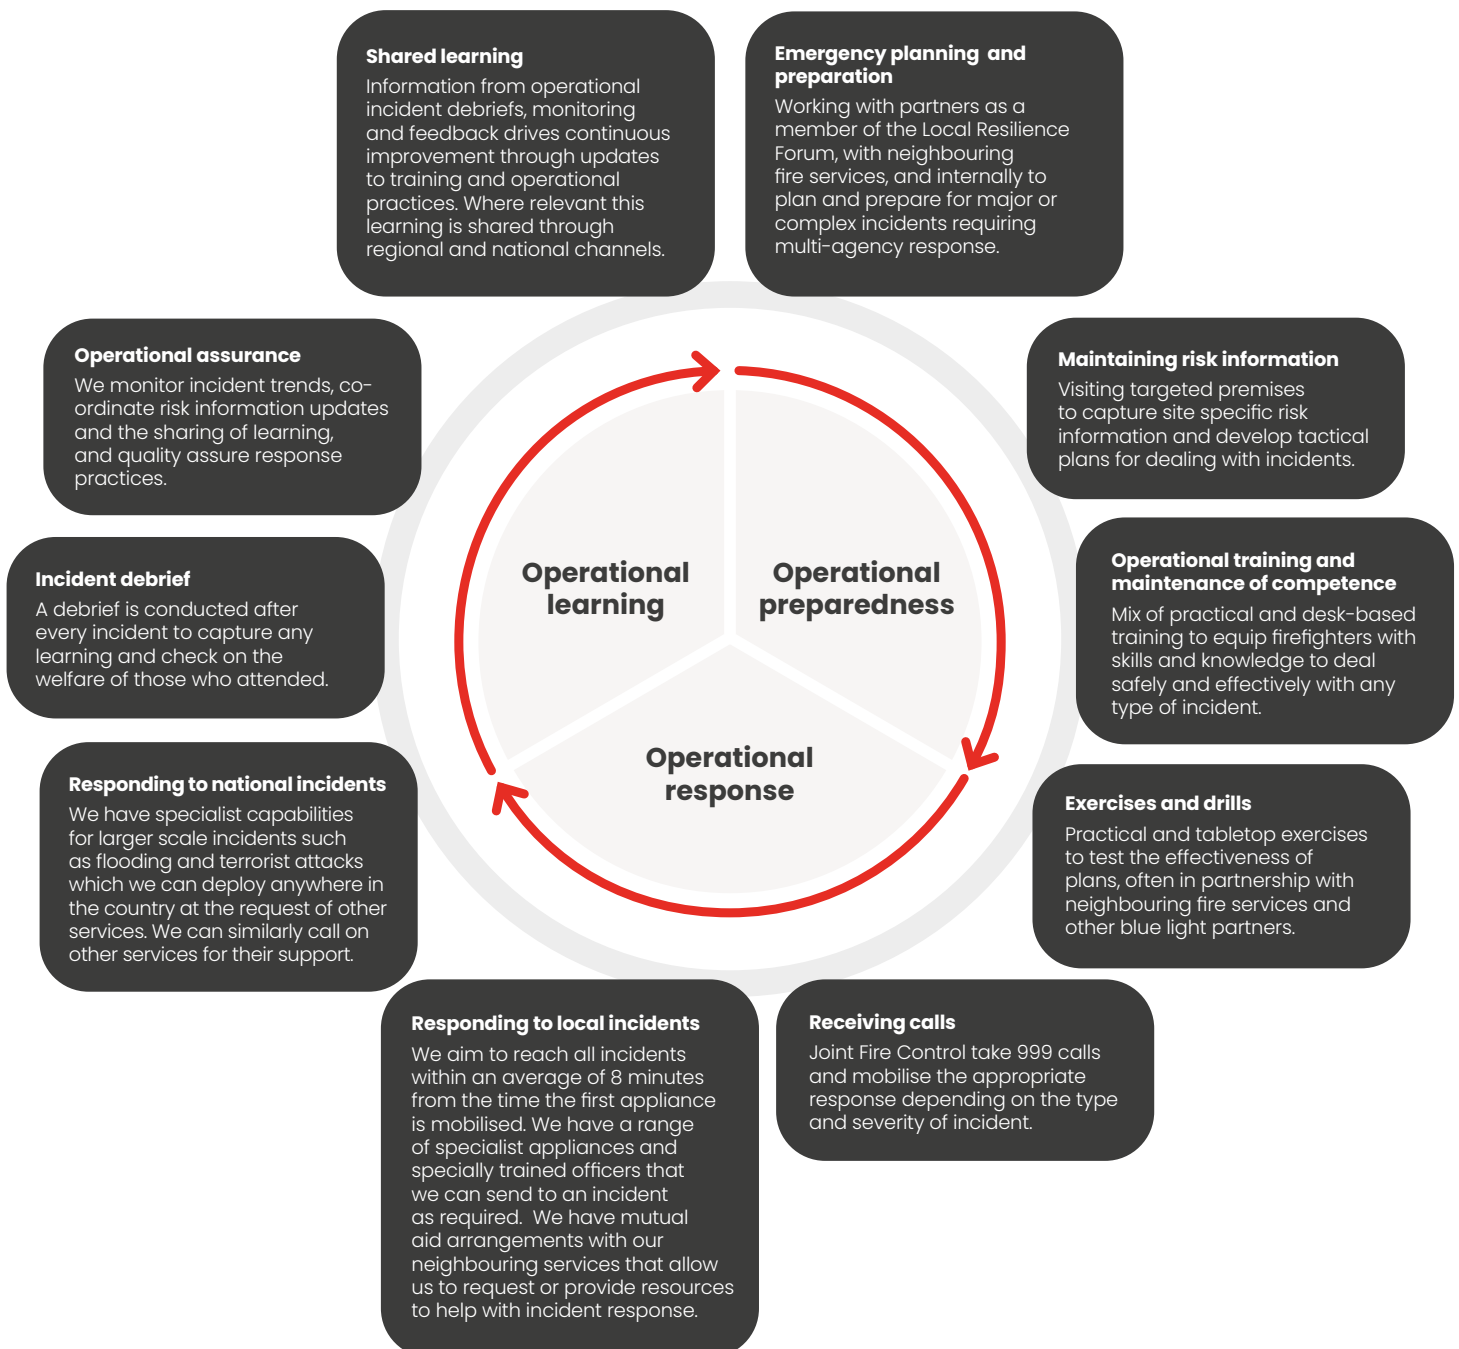 Shared learning
Information from operational
incident debriefs, monitoring
and feedback drives continuous
improvement through updates
to training and operational
practices. Where relevant this
learning is shared through
regional and national channels.
Emergency planning and
preparation
Working with partners as a
member of the Local Resilience
Forum, with neighbouring
fire services, and internally to
plan and prepare for major or
complex incidents requiring
multi-agency response.
Maintaining risk information
Visiting targeted premises
to capture site specific risk
information and develop tactical
plans for dealing with incidents.
Operational training and
maintenance of competence
Mix of practical and desk-based
training to equip firefighters with
skills and knowledge to deal
safely and effectively with any
type of incident.
Exercises and drills
Practical and tabletop exercises
to test the effectiveness of
plans, often in partnership with
neighbouring fire services and
other blue light partners.
Receiving calls
Joint Fire Control take 999 calls
and mobilise the appropriate
response depending on the type
and severity of incident.
Responding to local incidents
We aim to reach all incidents
within an average of 8 minutes
from the time the first appliance
is mobilised. We have a range
of specialist appliances and
specially trained officers that
we can send to an incident
as required.  We have mutual
aid arrangements with our
neighbouring services that allow
us to request or provide resources
to help with incident response.
Responding to national incidents
We have specialist capabilities
for larger scale incidents such
as flooding and terrorist attacks
which we can deploy anywhere in
the country at the request of other
services. We can similarly call on
other services for their support.
Incident debrief
A debrief is conducted after
every incident to capture any
learning and check on the
welfare of those who attended.
Operational assurance
We monitor incident trends, co-
ordinate risk information updates
and the sharing of learning,
and quality assure response
practices.
Operational
learning
Operational
preparedness
Operational
response